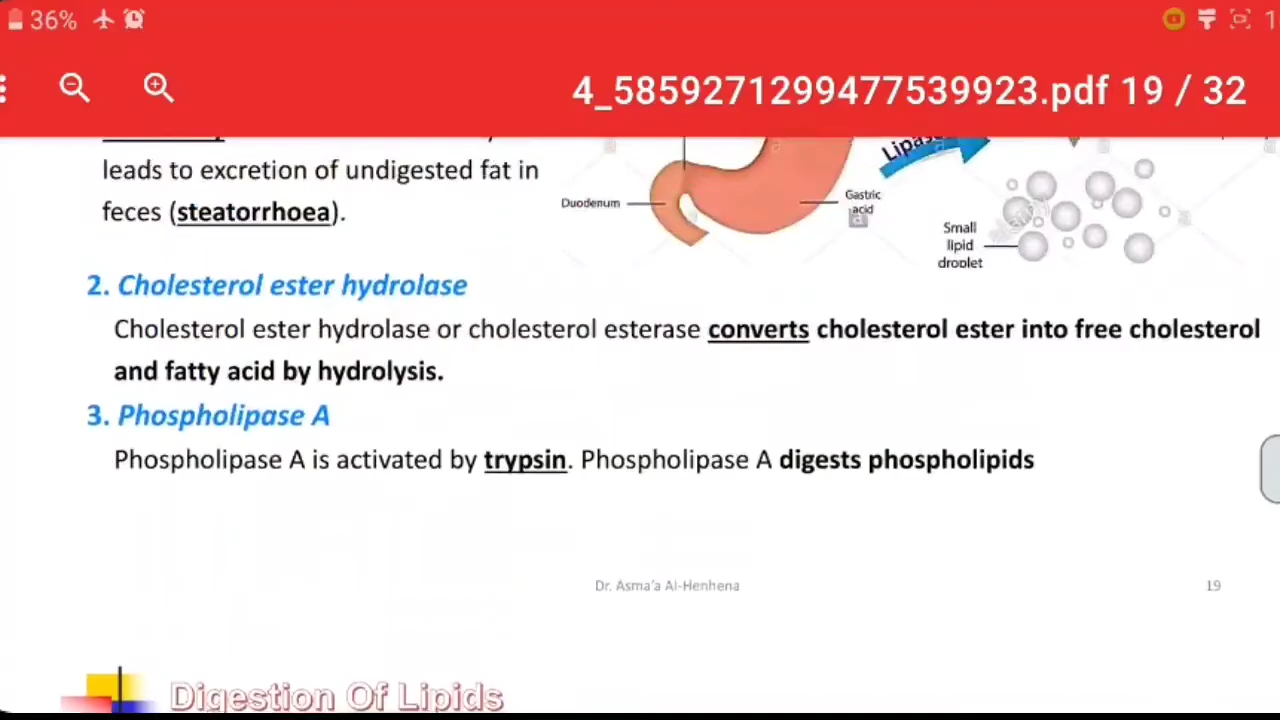 36%
1
4_5859271299477539923.pdf 19 / 32
leads to excretion of undigested fat in
feces (steatorrhoea).
Duodenum
Gastric
acid
Lipase
Small
lipid
droplet
2. Cholesterol ester hydrolase
Cholesterol ester hydrolase or cholesterol esterase converts cholesterol ester into free cholesterol
and fatty acid by hydrolysis.
3. Phospholipase A
Phospholipase A is activated by trypsin. Phospholipase A digests phospholipids
Dr. Asma’a Al-Henhena
19
Digestion Of Lipids